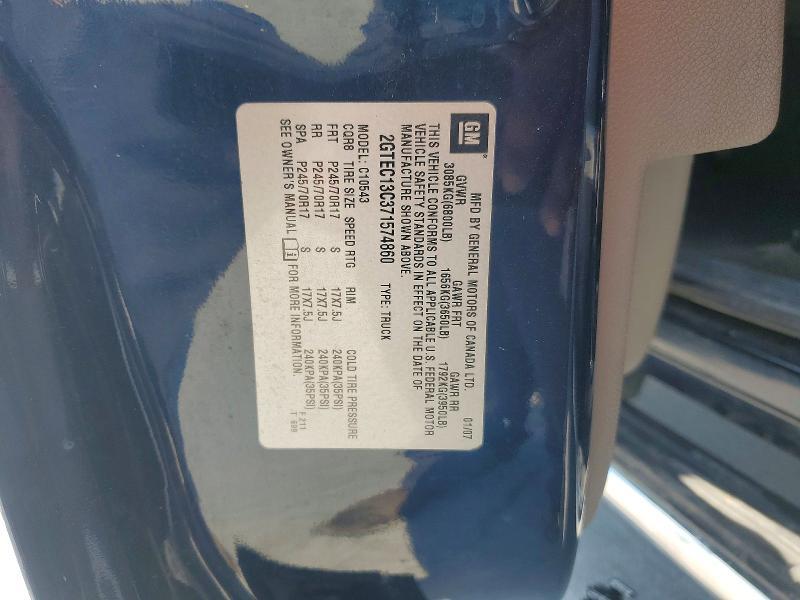 GM
MFD BY GENERAL MOTORS OF CANADA LTD. 01/07
GVWR GAWR FRT GAWR RR
3085KG(6800LB) 1656KG(3650LB) 1792KG(3950LB)
THIS VEHICLE CONFORMS TO ALL APPLICABLE U.S. FEDERAL MOTOR
VEHICLE SAFETY STANDARDS IN EFFECT ON THE DATE OF
MANUFACTURE SHOWN ABOVE.
2GTEC13C371574860 TYPE: TRUCK
MODEL: C10543
CQR8 TIRE SIZE SPEED RTG RIM COLD TIRE PRESSURE
FRT P245/70R17 S 17X7.5J 240KPA(35PSI)
RR P245/70R17 S 17X7.5J 240KPA(35PSI)
SPA P245/70R17 S 17X7.5J 240KPA(35PSI)
SEE OWNER'S MANUAL FOR MORE INFORMATION.
F 211
T 699